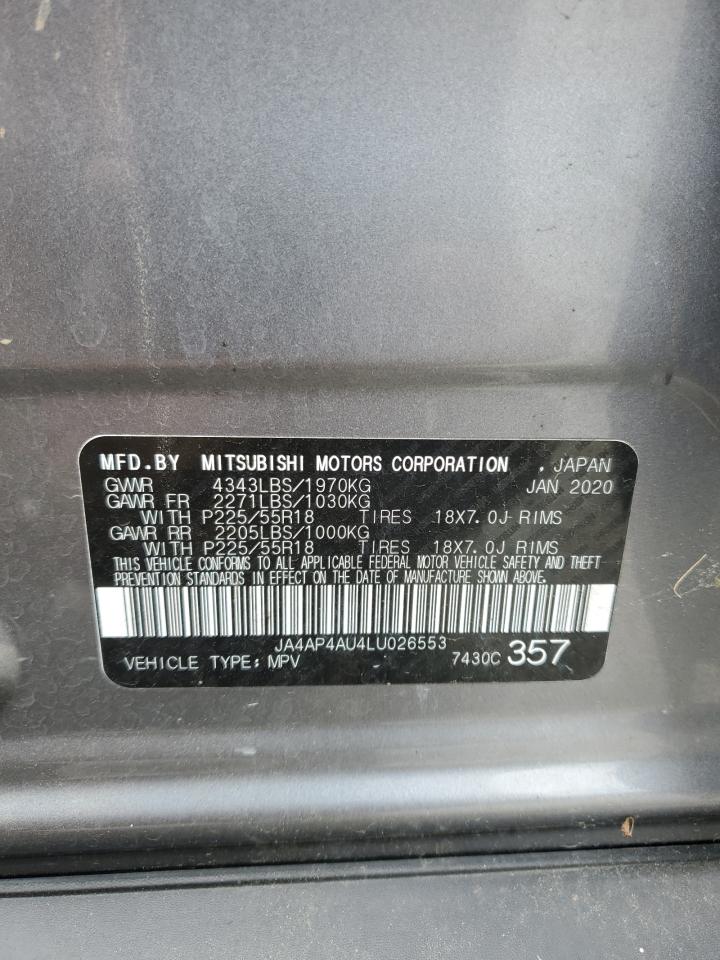 MFD.BY MITSUBISHI MOTORS CORPORATION . JAPAN
GVWR 4343LBS/1970KG JAN 2020
GAWR FR 2271LBS/1030KG
WITH P225/55R18 TIRES 18X7.0J-RIMS
GAWR RR 2205LBS/1000KG
WITH P225/55R18 TIRES 18X7.0J RIMS
THIS VEHICLE CONFORMS TO ALL APPLICABLE FEDERAL MOTOR VEHICLE SAFETY AND THEFT
PREVENTION STANDARDS IN EFFECT ON THE DATE OF MANUFACTURE SHOWN ABOVE.
JA4AP4AU4LU026553
VEHICLE TYPE: MPV 7430C 357